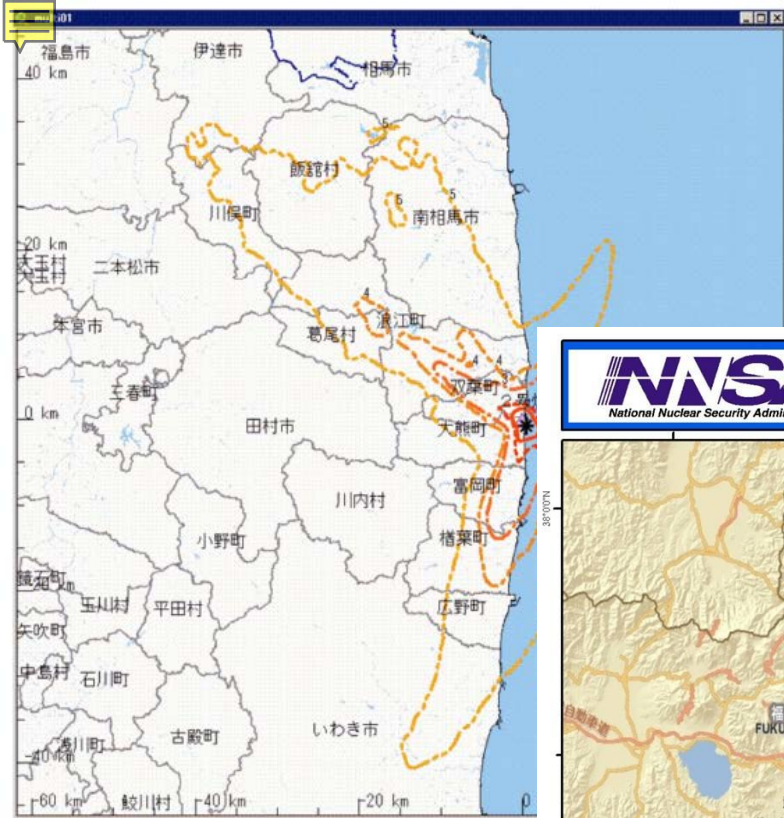 福島市
伊達市
相馬市
40 km
5
飯舘村
5
5
川俣町
南相馬市
20 km
大玉村
二本松市
4
浪江町
本宮市
葛尾村
4
4
双葉町
三春町
0 km
田村市
大熊町
富岡町
川内村
楢葉町
小野町
鏡石町
玉川村
平田村
広野町
矢吹町
中島村
石川町
いわき市
浅川町
古殿町
-40 km
鮫川村
-60 km
-40 km
-20 km
0
National Nuclear Security Admi
38°0'0"N
自動車道
FUKU